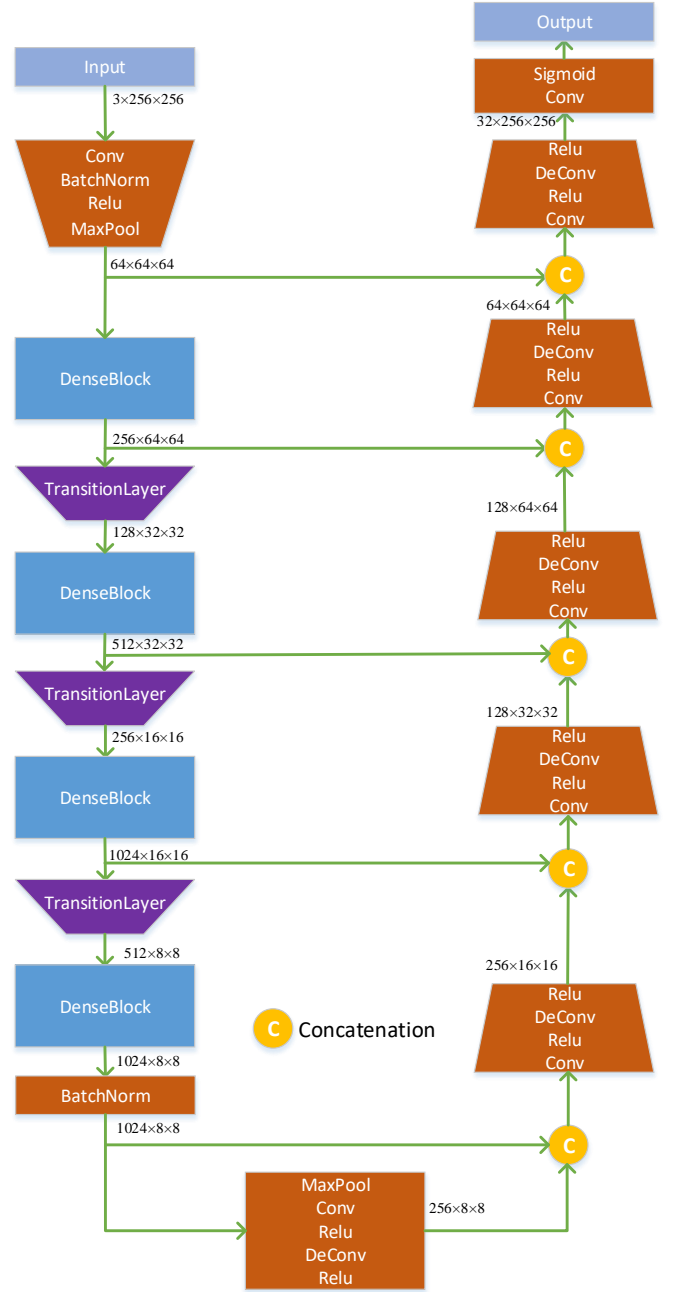 Input
3×256×256
Conv
BatchNorm
Relu
MaxPool
64×64×64
DenseBlock
256×64×64
TransitionLayer
128×32×32
DenseBlock
512×32×32
TransitionLayer
256×16×16
DenseBlock
1024×16×16
TransitionLayer
512×8×8
DenseBlock
1024×8×8
BatchNorm
1024×8×8
MaxPool
Conv
Relu
DeConv
Relu
256×8×8
C
Relu
DeConv
Relu
Conv
256×16×16
C
Relu
DeConv
Relu
Conv
128×32×32
C
Relu
DeConv
Relu
Conv
128×64×64
C
Relu
DeConv
Relu
Conv
64×64×64
C
Relu
DeConv
Relu
Conv
32×256×256
Sigmoid
Conv
Output
C Concatenation